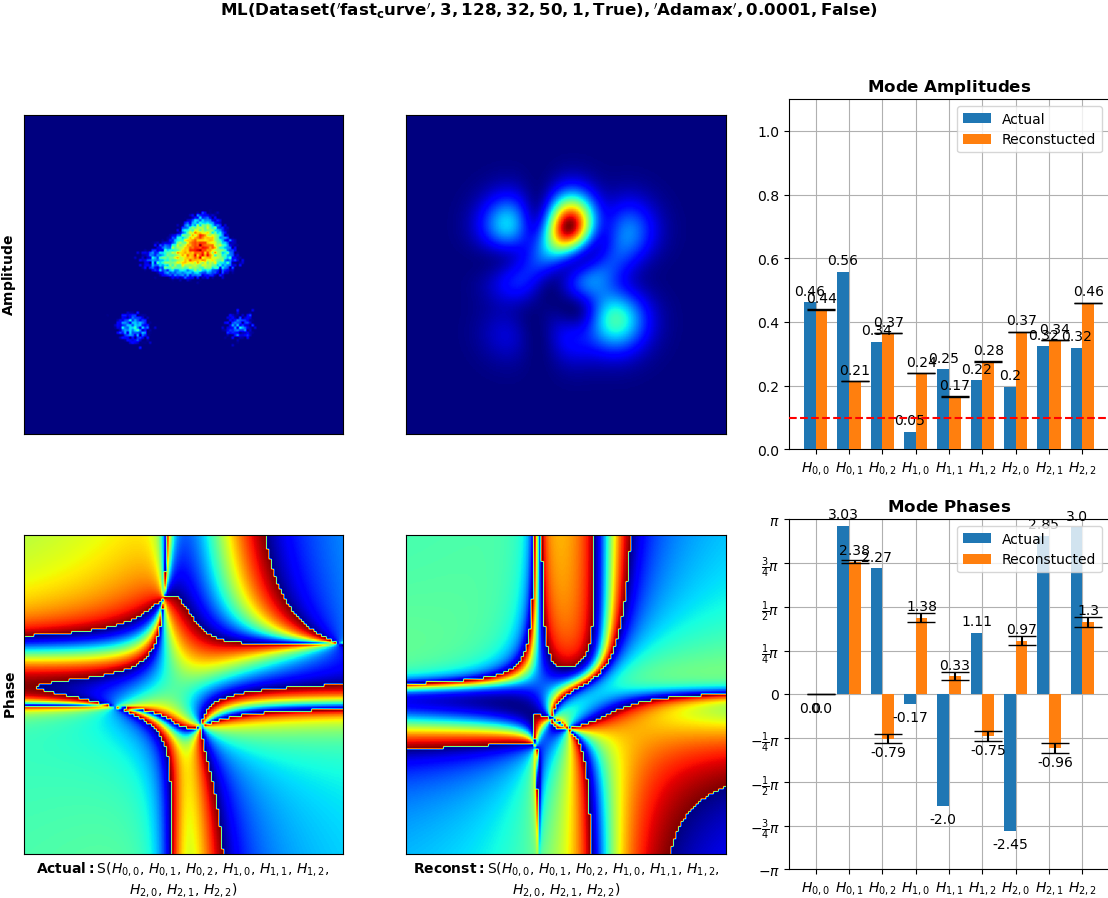 ML(Dataset('fast_curve', 3, 128, 32, 50, 1, True), 'Adamax', 0.0001, False)
Amplitude
Mode Amplitudes
Actual
Reconstucted
1.0
0.8
0.6
0.4
0.2
0.0
0.46
0.44
0.56
0.21
0.34
0.37
0.05
0.24
0.25
0.17
0.22
0.28
0.2
0.37
0.32
0.34
0.32
0.46
H0,0 H0,1 H0,2 H1,0 H1,1 H1,2 H2,0 H2,1 H2,2
Phase
Mode Phases
Actual
Reconstucted
π
3/4π
1/2π
1/4π
0
−1/4π
−1/2π
−3/4π
−π
0.0
0.0
3.03
2.38
2.27
-0.79
-0.17
1.38
-2.0
0.33
1.11
-0.75
-2.45
0.97
2.85
-0.96
3.0
1.3
H0,0 H0,1 H0,2 H1,0 H1,1 H1,2 H2,0 H2,1 H2,2
Actual: S(H0,0, H0,1, H0,2, H1,0, H1,1, H1,2,
H2,0, H2,1, H2,2)
Reconst: S(H0,0, H0,1, H0,2, H1,0, H1,1, H1,2,
H2,0, H2,1, H2,2)